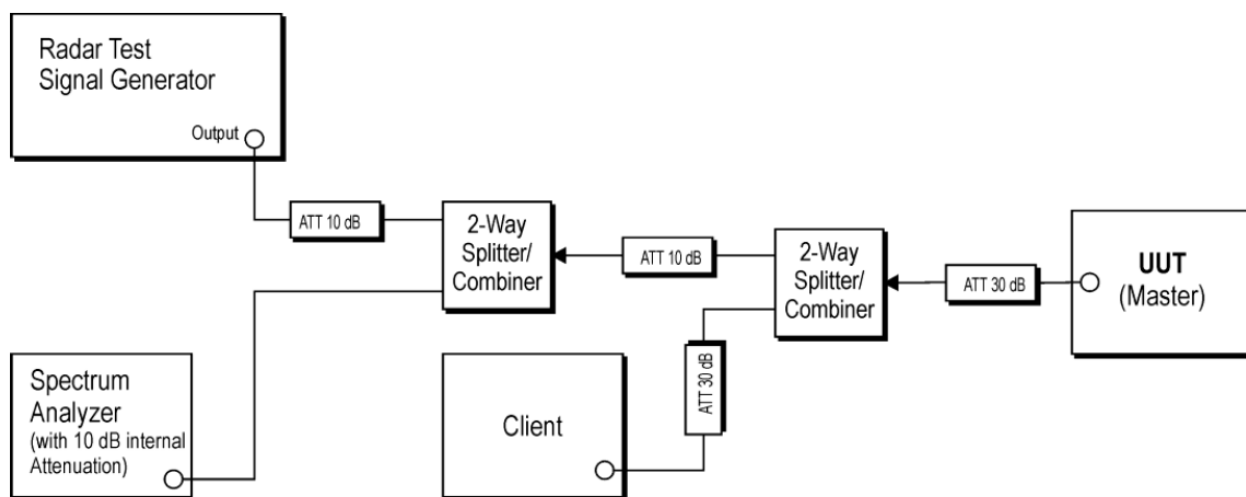 Radar Test
Signal Generator
Output
ATT 10 dB
2-Way
Splitter/
Combiner
ATT 10 dB
2-Way
Splitter/
Combiner
ATT 30 dB
UUT
(Master)
Spectrum
Analyzer
(with 10 dB internal
Attenuation)
Client
ATT 30 dB